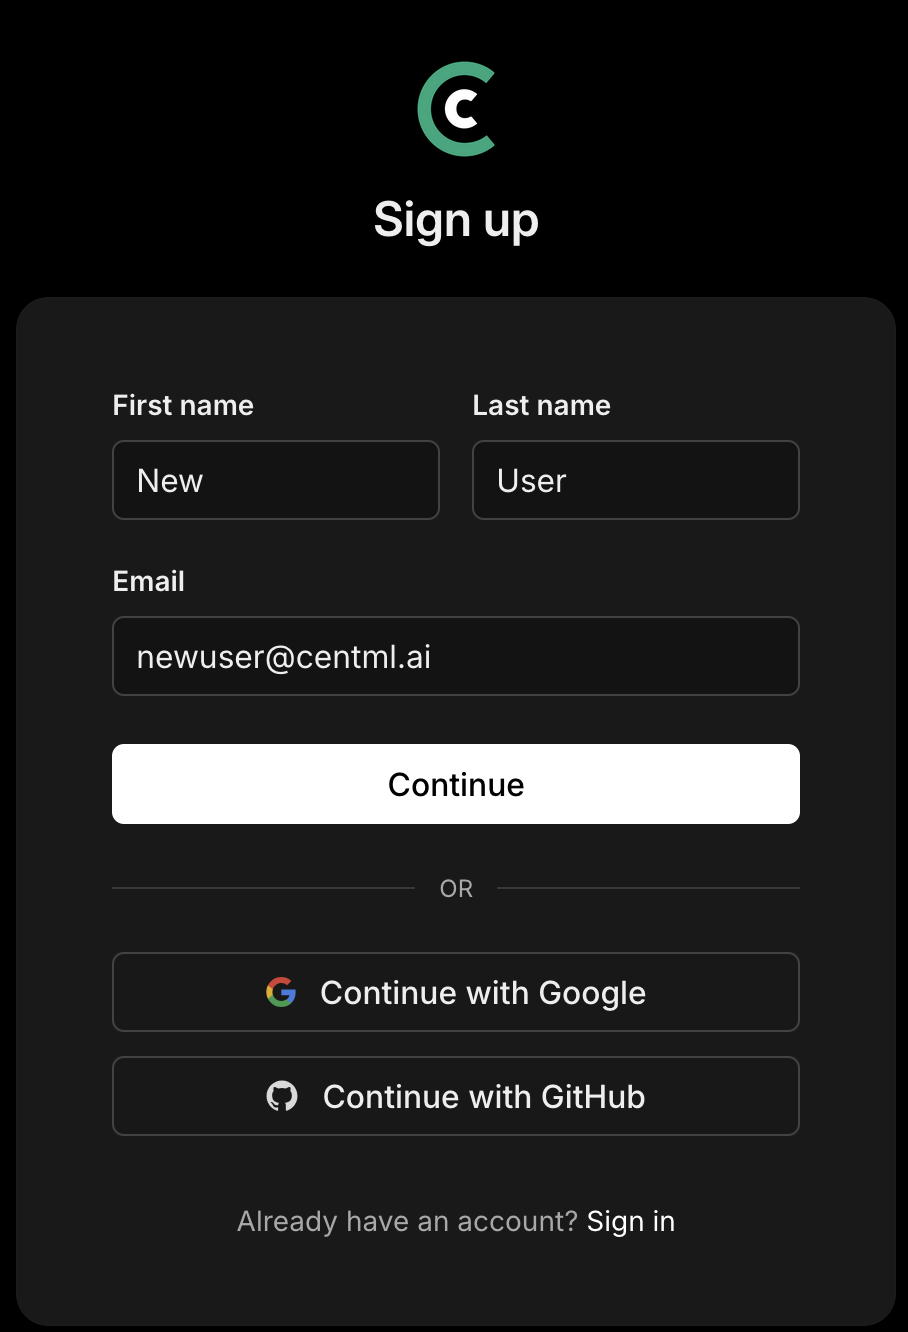 Sign up
First name
Last name
New
User
Email
newuser@centml.ai
Continue
OR
Continue with Google
Continue with GitHub
Already have an account? Sign in